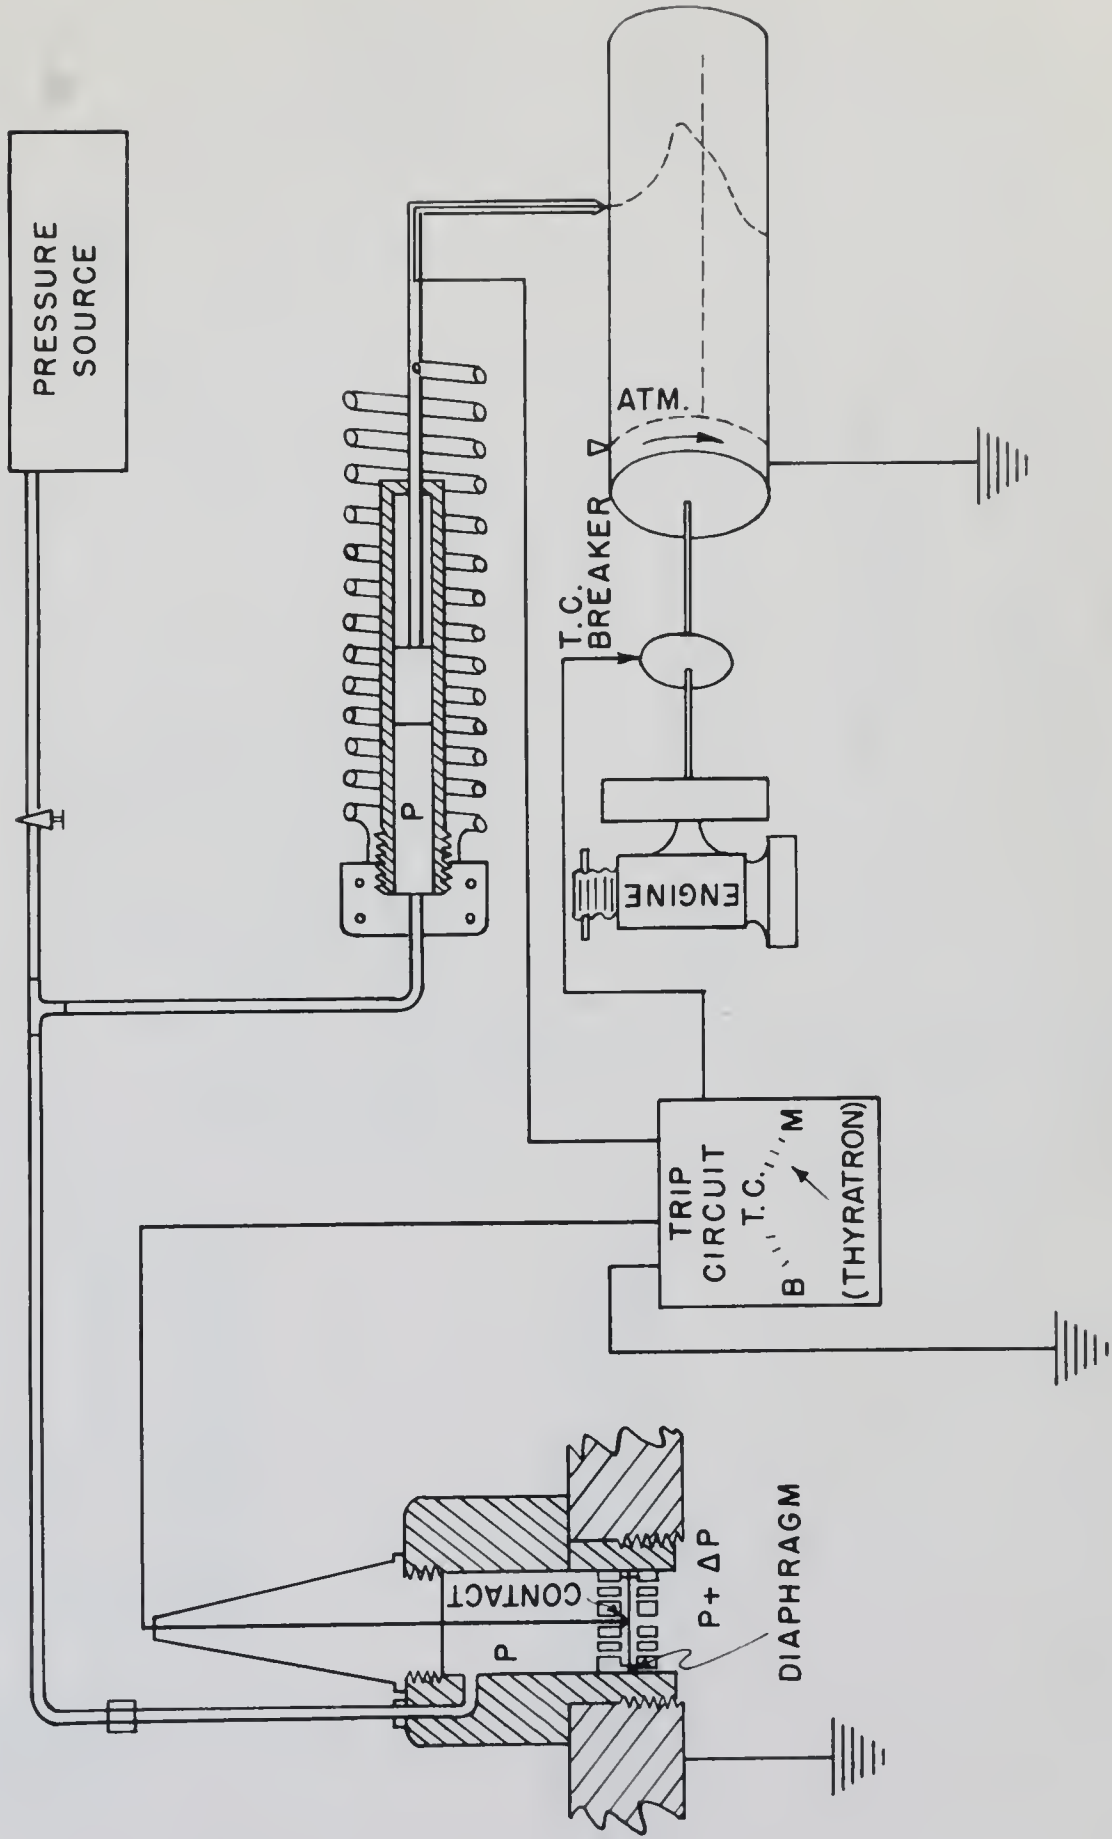 PRESSURE
SOURCE
P
ATM.
T.C.
BREAKER
ENGINE
TRIP
CIRCUIT
T.C.
B
M
(THYRATRON)
CONTACT
P
P + ΔP
DIAPHRAGM